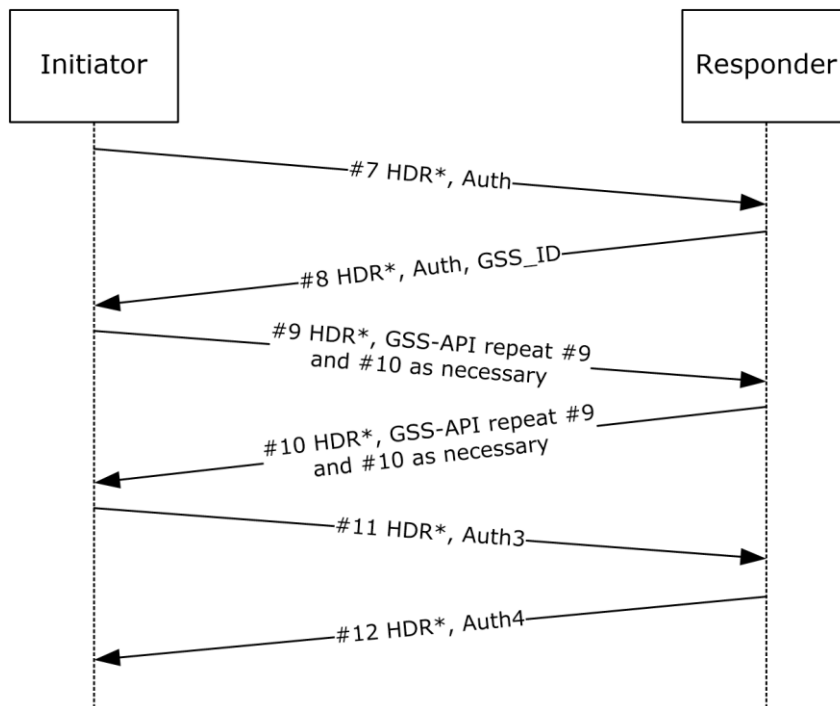 Initiator
Responder
#7 HDR*, Auth
#8 HDR*, Auth, GSS_ID
#9 HDR*, GSS-API repeat #9
and #10 as necessary
#10 HDR*, GSS-API repeat #9
and #10 as necessary
#11 HDR*, Auth3
#12 HDR*, Auth4